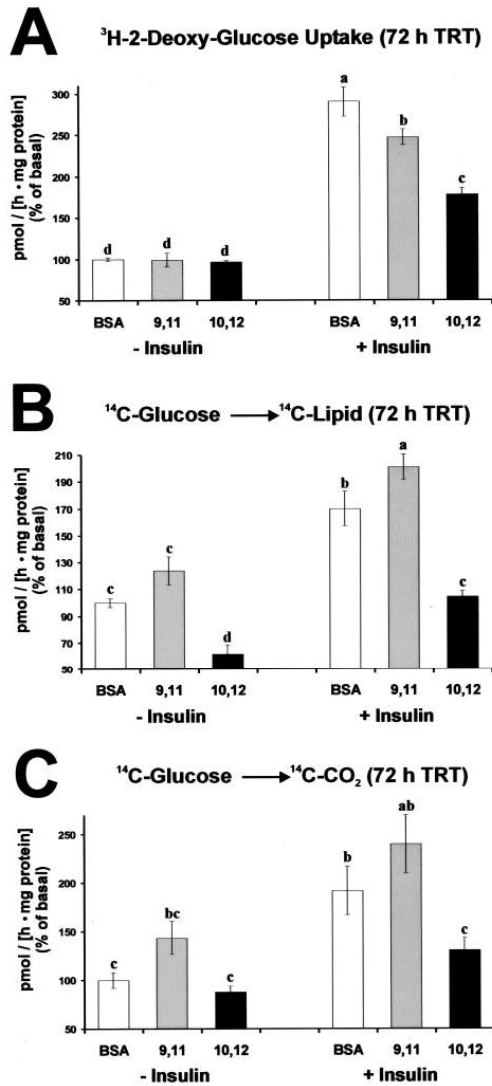 A
³H-2-Deoxy-Glucose Uptake (72 h TRT)
pmol / [h • mg protein]
(% of basal)
300
250
200
150
100
50
d
d
d
a
b
c
BSA 9,11 10,12 BSA 9,11 10,12
- Insulin + Insulin
B
¹⁴C-Glucose ⟶ ¹⁴C-Lipid (72 h TRT)
pmol / [h • mg protein]
(% of basal)
210
190
170
150
130
110
90
70
50
c
c
d
b
a
c
BSA 9,11 10,12 BSA 9,11 10,12
- Insulin + Insulin
C
¹⁴C-Glucose ⟶ ¹⁴C-CO₂ (72 h TRT)
pmol / [h • mg protein]
(% of basal)
250
200
150
100
50
c
bc
c
b
ab
c
BSA 9,11 10,12 BSA 9,11 10,12
- Insulin + Insulin